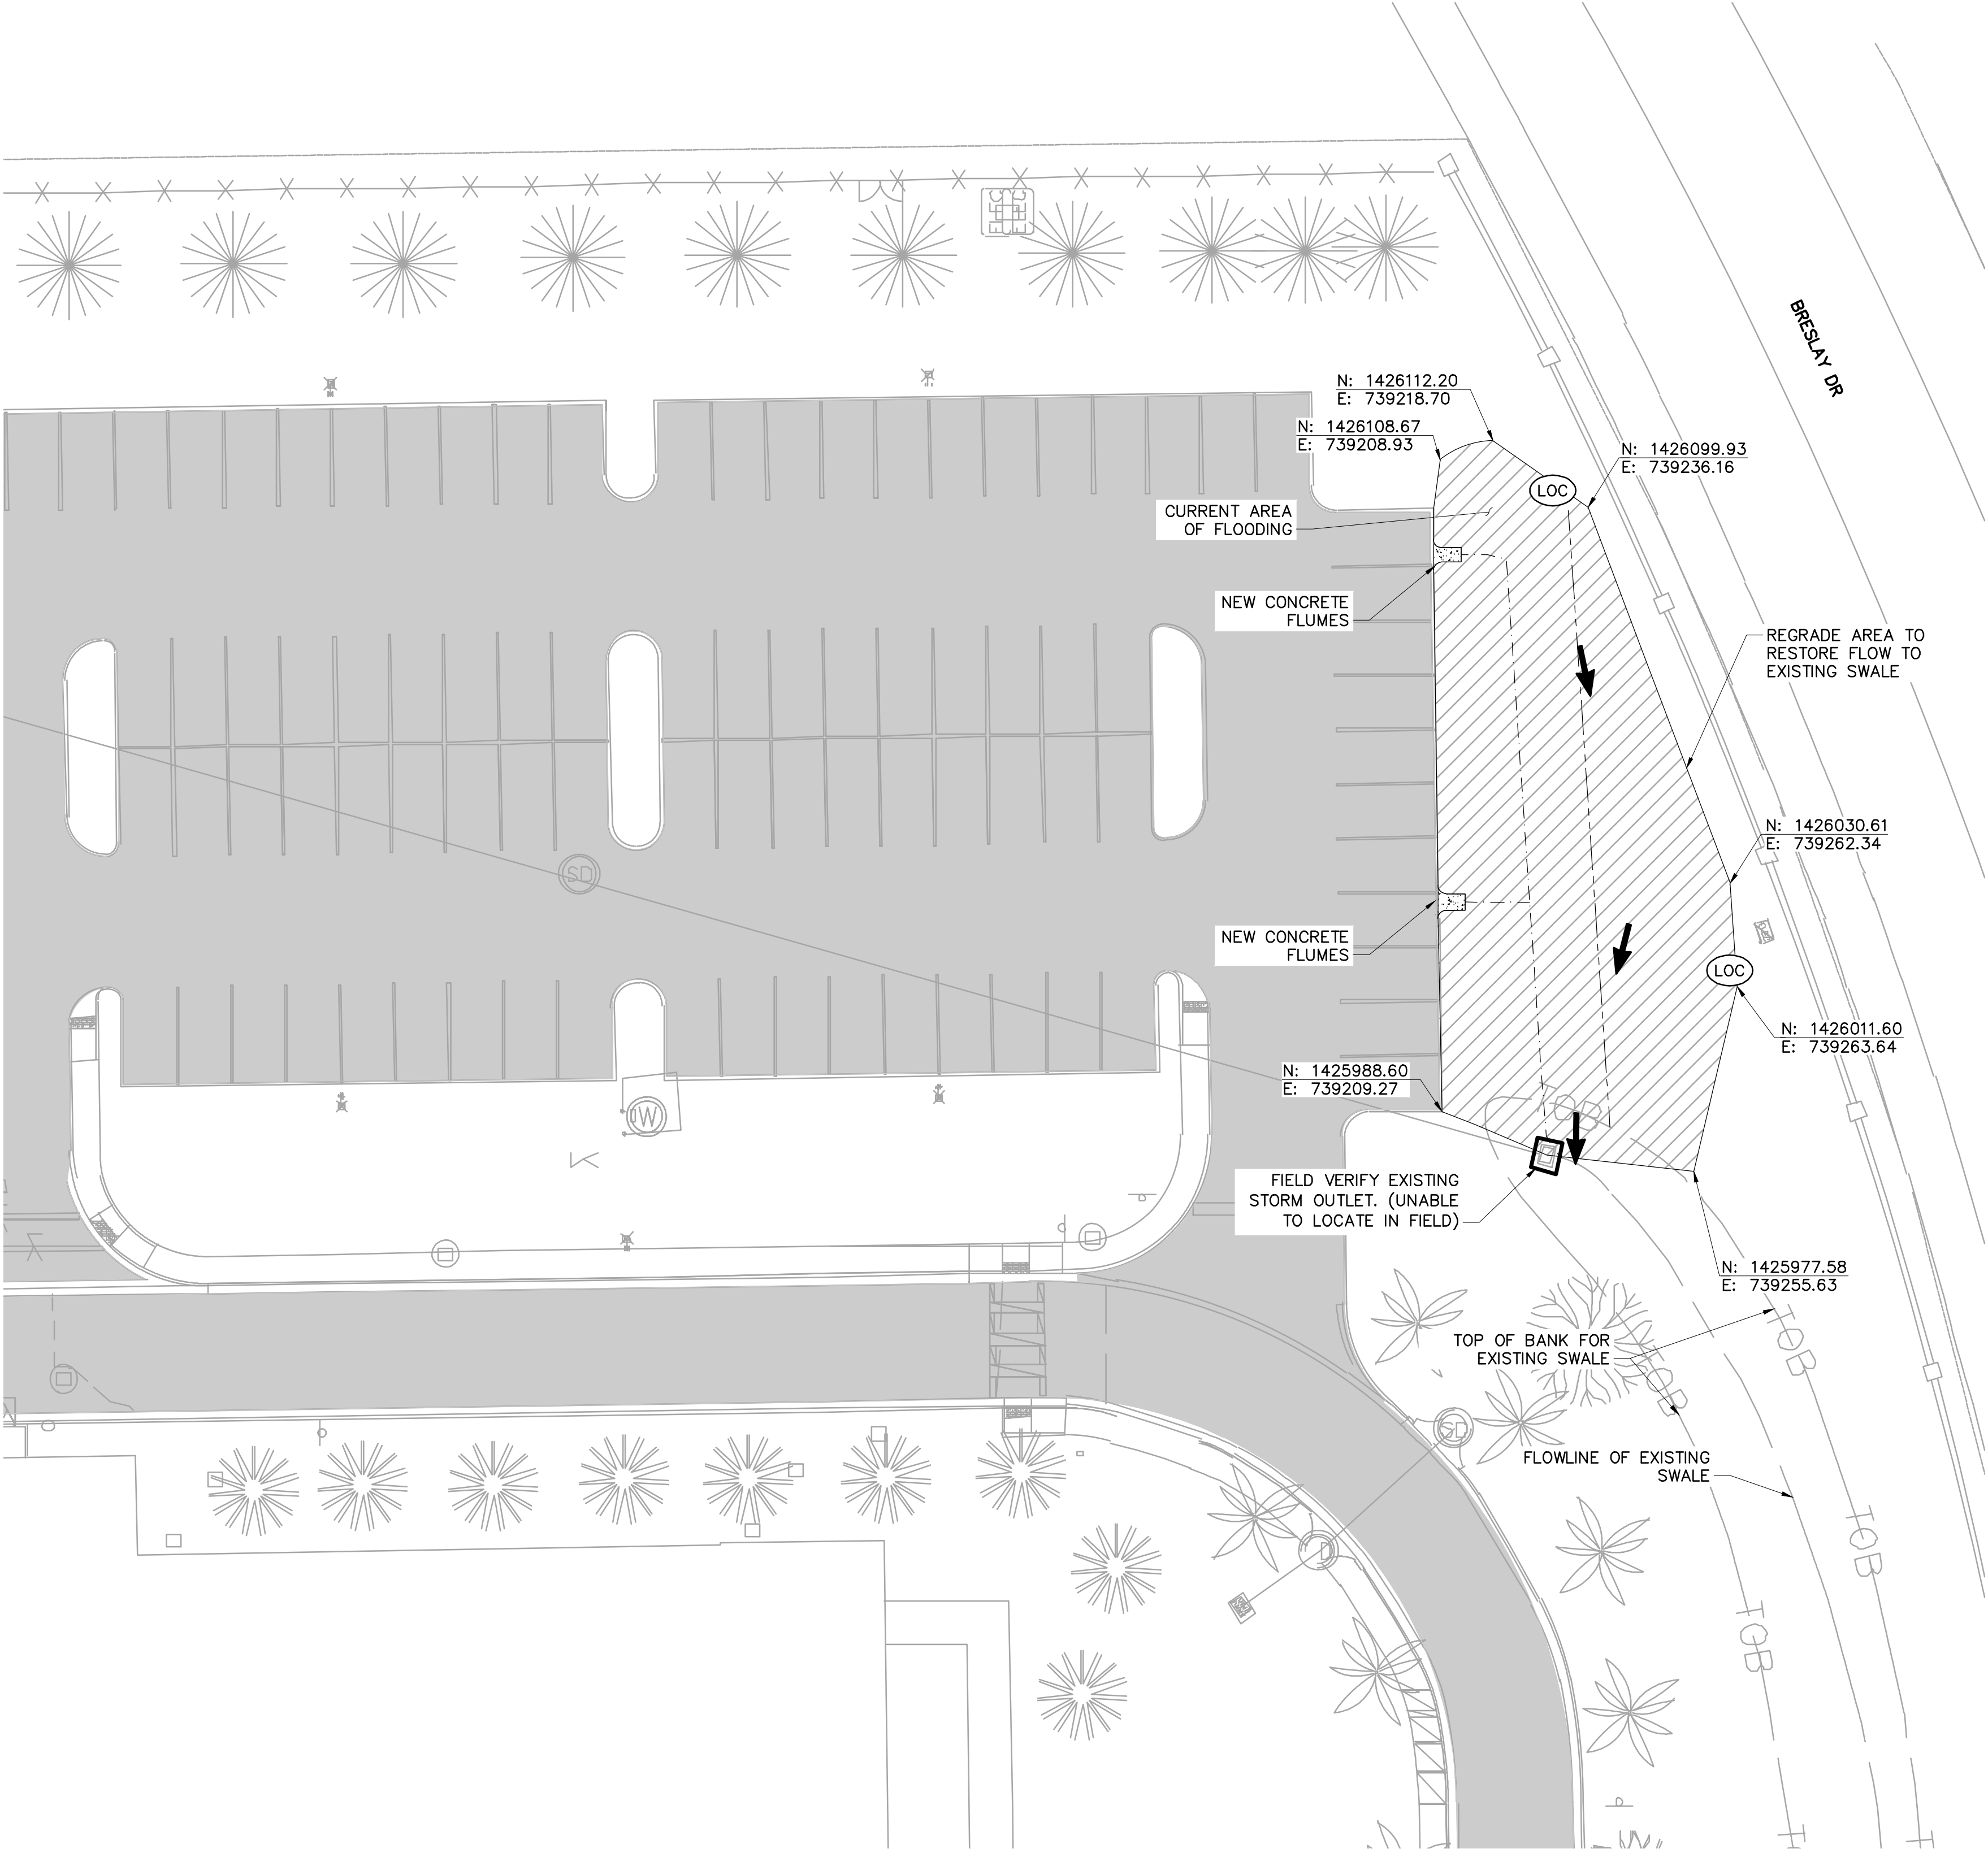 BRESLAY DR
N: 1426112.20
E: 739218.70
N: 1426108.67
E: 739208.93
N: 1426099.93
E: 739236.16
LOC
CURRENT AREA
OF FLOODING
NEW CONCRETE
FLUMES
REGRADE AREA TO
RESTORE FLOW TO
EXISTING SWALE
N: 1426030.61
E: 739262.34
SD
NEW CONCRETE
FLUMES
LOC
N: 1426011.60
E: 739263.64
N: 1425988.60
E: 739209.27
W
TOB
FIELD VERIFY EXISTING
STORM OUTLET. (UNABLE
TO LOCATE IN FIELD)
N: 1425977.58
E: 739255.63
TOP OF BANK FOR
EXISTING SWALE
TOB
TOB
SD
FLOWLINE OF EXISTING
SWALE
TOB
TOB